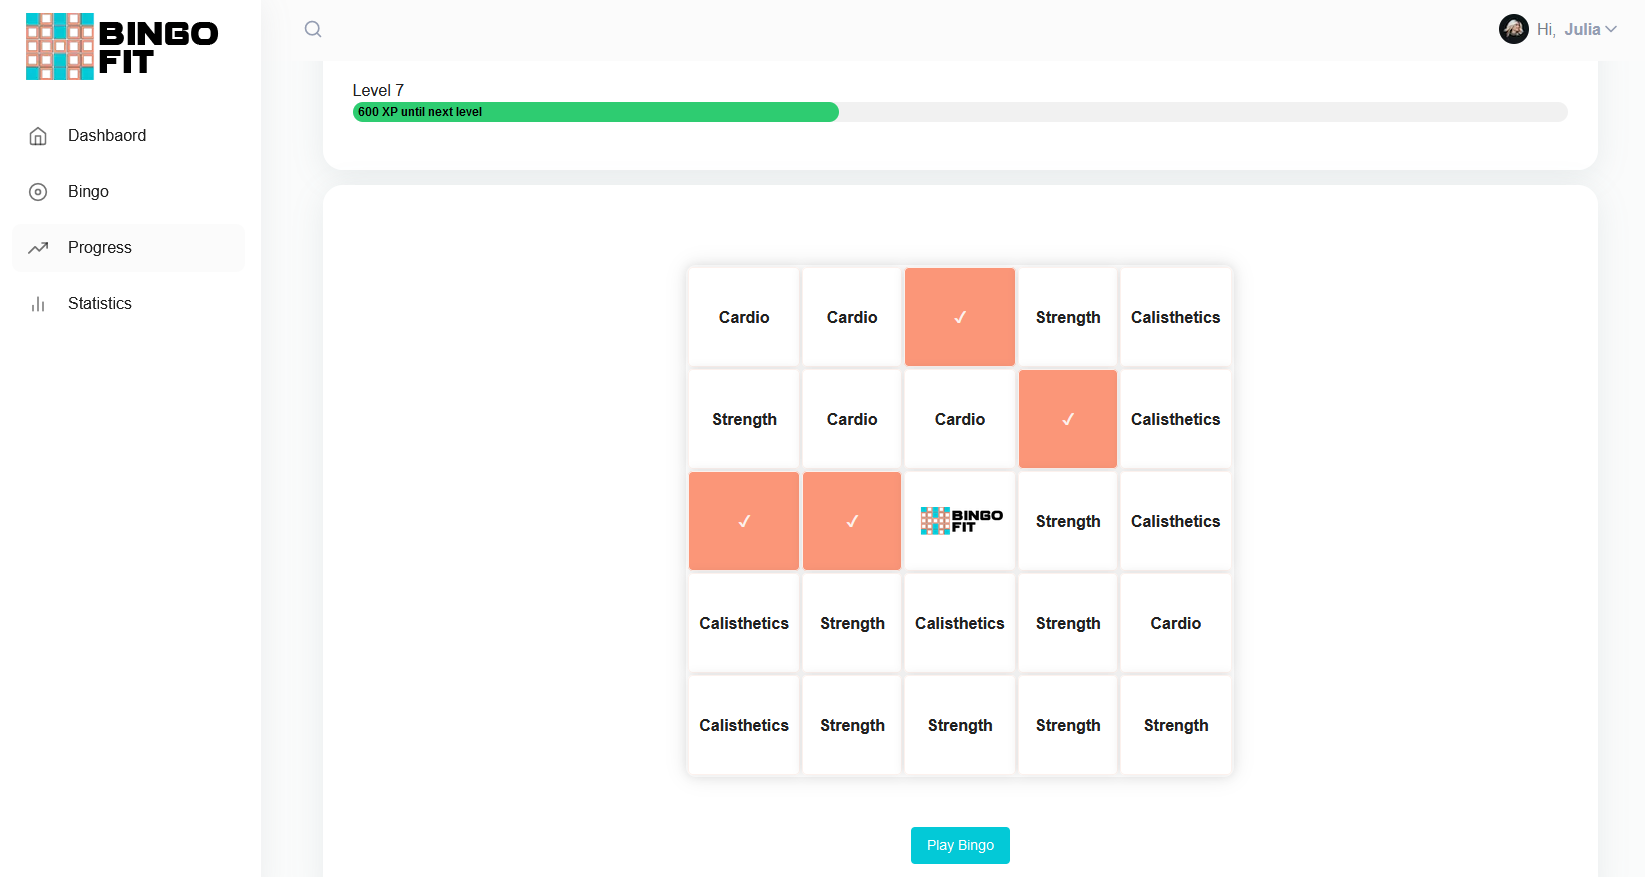 BINGO
FIT
Hi, Julia
Dashbaord
Bingo
Progress
Statistics
Level 7
600 XP until next level
Cardio Cardio ✓ Strength Calisthetics
Strength Cardio Cardio ✓ Calisthetics
✓ ✓ BINGO FIT Strength Calisthetics
Calisthetics Strength Calisthetics Strength Cardio
Calisthetics Strength Strength Strength Strength
Play Bingo